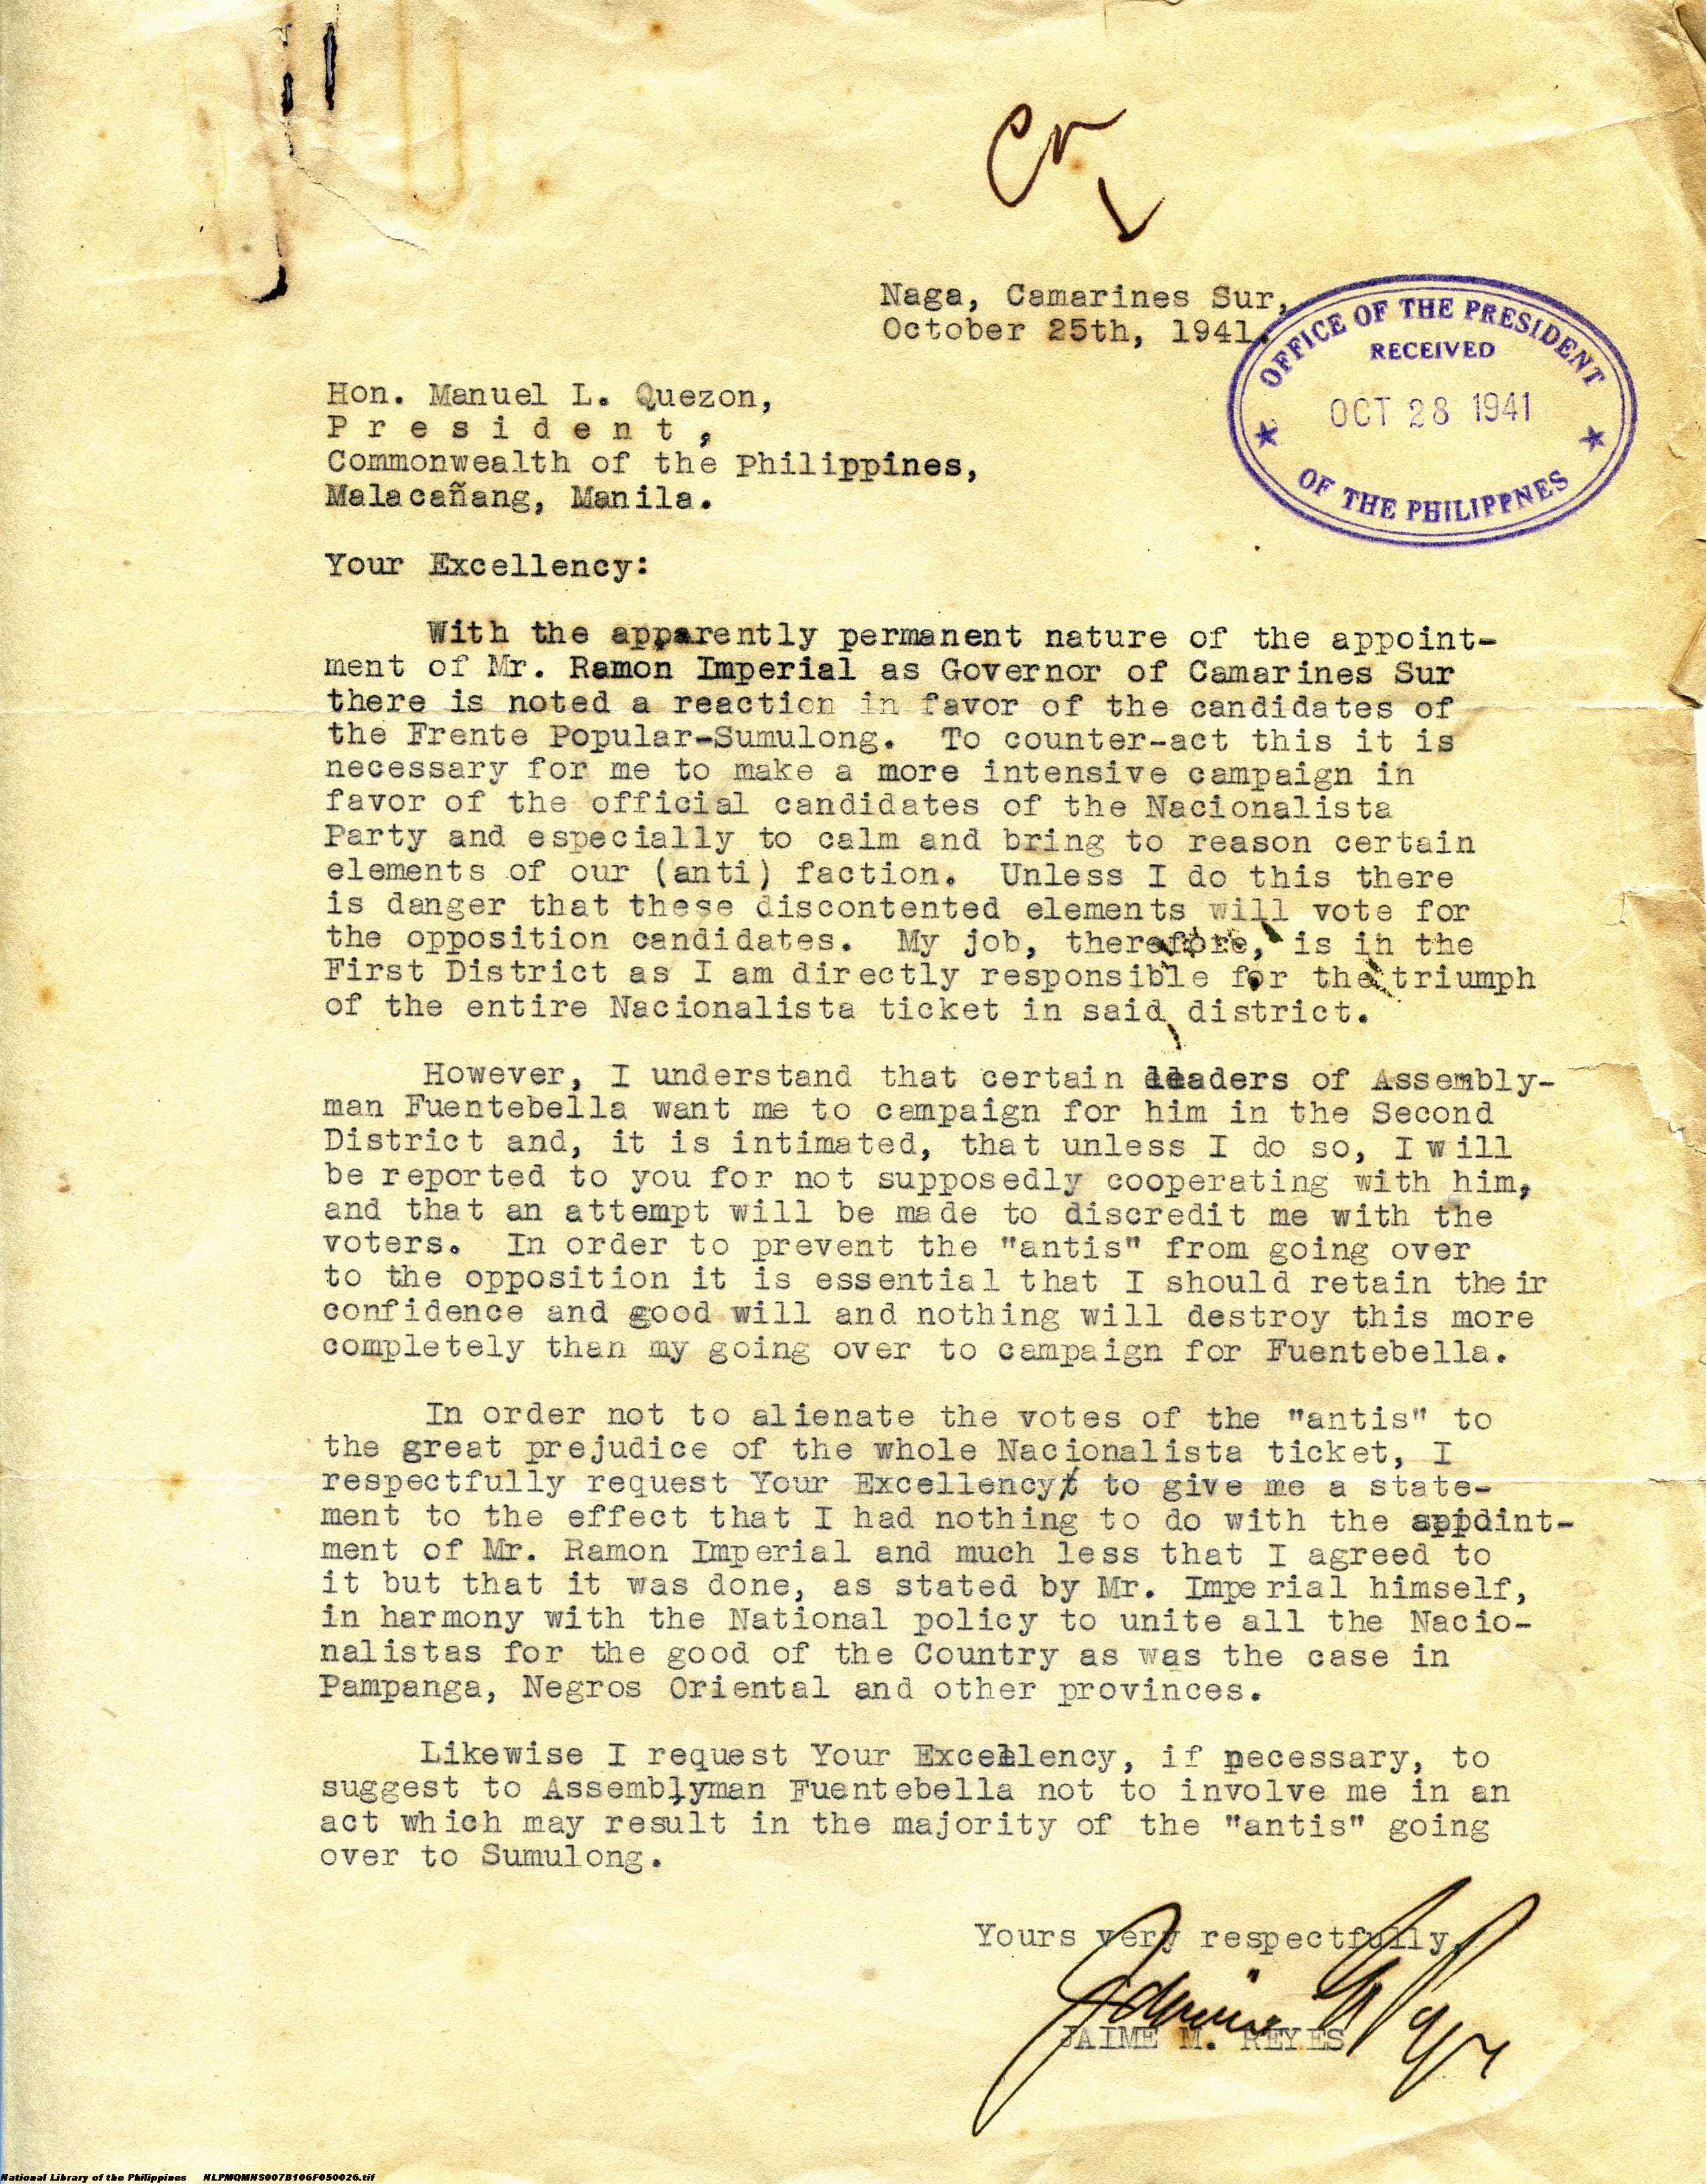 Naga, Camarines Sur,
October 25th, 1941.
OFFICE OF THE PRESIDENT
RECEIVED
OCT 28 1941
OF THE PHILIPPNES
Hon. Manuel L. Quezon,
P r e s i d e n t ,
Commonwealth of the Philippines,
Malacañang, Manila.
Your Excellency:
With the apparently permanent nature of the appoint-
ment of Mr. Ramon Imperial as Governor of Camarines Sur
there is noted a reaction in favor of the candidates of
the Frente Popular-Sumulong. To counter-act this it is
necessary for me to make a more intensive campaign in
favor of the official candidates of the Nacionalista
Party and especially to calm and bring to reason certain
elements of our (anti) faction. Unless I do this there
is danger that these discontented elements will vote for
the opposition candidates. My job, therefore, is in the
First District as I am directly responsible for the triumph
of the entire Nacionalista ticket in said district.
However, I understand that certain leaders of Assembly-
man Fuentebella want me to campaign for him in the Second
District and, it is intimated, that unless I do so, I will
be reported to you for not supposedly cooperating with him,
and that an attempt will be made to discredit me with the
voters. In order to prevent the "antis" from going over
to the opposition it is essential that I should retain their
confidence and good will and nothing will destroy this more
completely than my going over to campaign for Fuentebella.
In order not to alienate the votes of the "antis" to
the great prejudice of the whole Nacionalista ticket, I
respectfully request Your Excellency to give me a state-
ment to the effect that I had nothing to do with the appoint-
ment of Mr. Ramon Imperial and much less that I agreed to
it but that it was done, as stated by Mr. Imperial himself,
in harmony with the National policy to unite all the Nacio-
nalistas for the good of the Country as was the case in
Pampanga, Negros Oriental and other provinces.
Likewise I request Your Excellency, if necessary, to
suggest to Assemblyman Fuentebella not to involve me in an
act which may result in the majority of the "antis" going
over to Sumulong.
Yours very respectfully,
JAIME M. REYES
National Library of the Philippines NLPMQMNS007B106F050026.tif